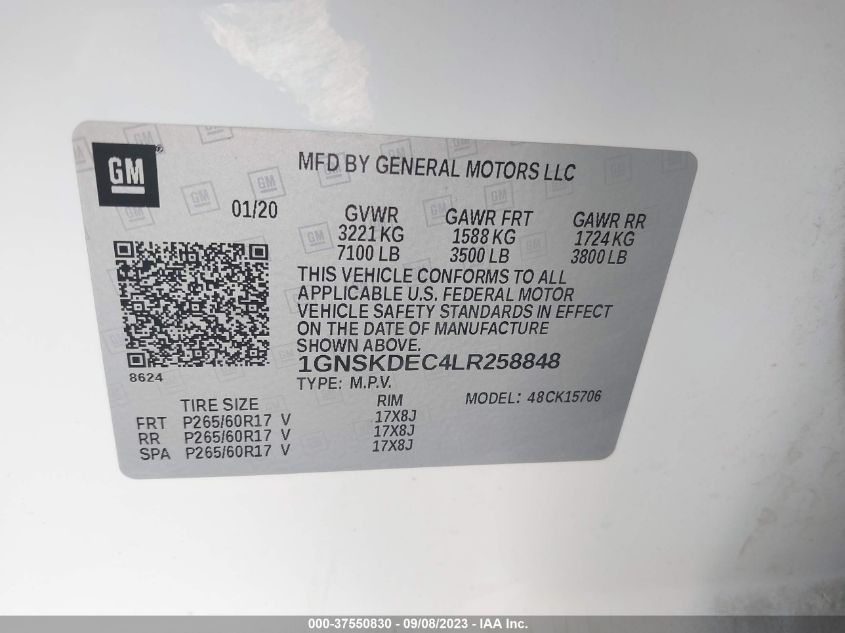 GM
MFD BY GENERAL MOTORS LLC
01/20
GVWR GAWR FRT GAWR RR
3221 KG 1588 KG 1724 KG
7100 LB 3500 LB 3800 LB
THIS VEHICLE CONFORMS TO ALL
APPLICABLE U.S. FEDERAL MOTOR
VEHICLE SAFETY STANDARDS IN EFFECT
ON THE DATE OF MANUFACTURE
SHOWN ABOVE.
1GNSKDEC4LR258848
8624
TYPE: M.P.V. MODEL: 48CK15706
TIRE SIZE RIM
FRT P265/60R17 V 17X8J
RR P265/60R17 V 17X8J
SPA P265/60R17 V 17X8J
000-37550830 - 09/08/2023 - IAA Inc.